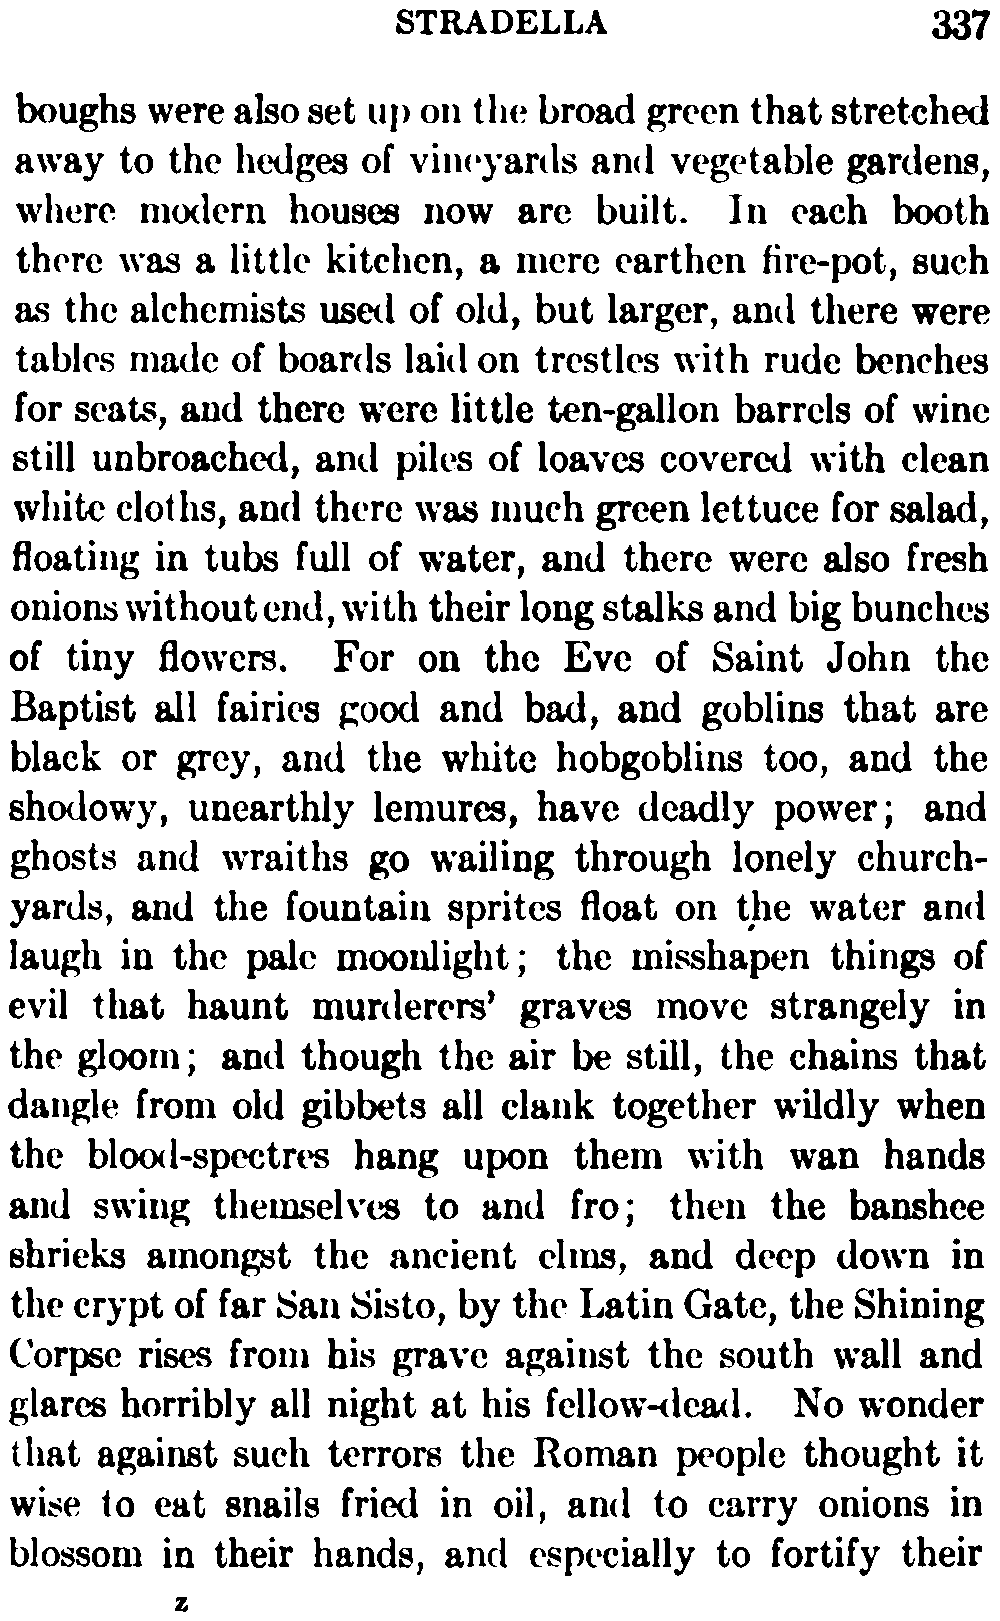 STRADELLA 337
boughs were also set up on the broad green that stretched
away to the hedges of vineyards and vegetable gardens,
where modern houses now are built. In each booth
there was a little kitchen, a mere earthen fire-pot, such
as the alchemists used of old, but larger, and there were
tables made of boards laid on trestles with rude benches
for seats, and there were little ten-gallon barrels of wine
still unbroached, and piles of loaves covered with clean
white cloths, and there was much green lettuce for salad,
floating in tubs full of water, and there were also fresh
onions without end, with their long stalks and big bunches
of tiny flowers. For on the Eve of Saint John the
Baptist all fairies good and bad, and goblins that are
black or grey, and the white hobgoblins too, and the
shodowy, unearthly lemures, have deadly power; and
ghosts and wraiths go wailing through lonely church-
yards, and the fountain sprites float on the water and
laugh in the pale moonlight; the misshapen things of
evil that haunt murderers' graves move strangely in
the gloom; and though the air be still, the chains that
dangle from old gibbets all clank together wildly when
the blood-spectres hang upon them with wan hands
and swing themselves to and fro; then the banshee
shrieks amongst the ancient elms, and deep down in
the crypt of far San Sisto, by the Latin Gate, the Shining
Corpse rises from his grave against the south wall and
glares horribly all night at his fellow-dead. No wonder
that against such terrors the Roman people thought it
wise to eat snails fried in oil, and to carry onions in
blossom in their hands, and especially to fortify their
z